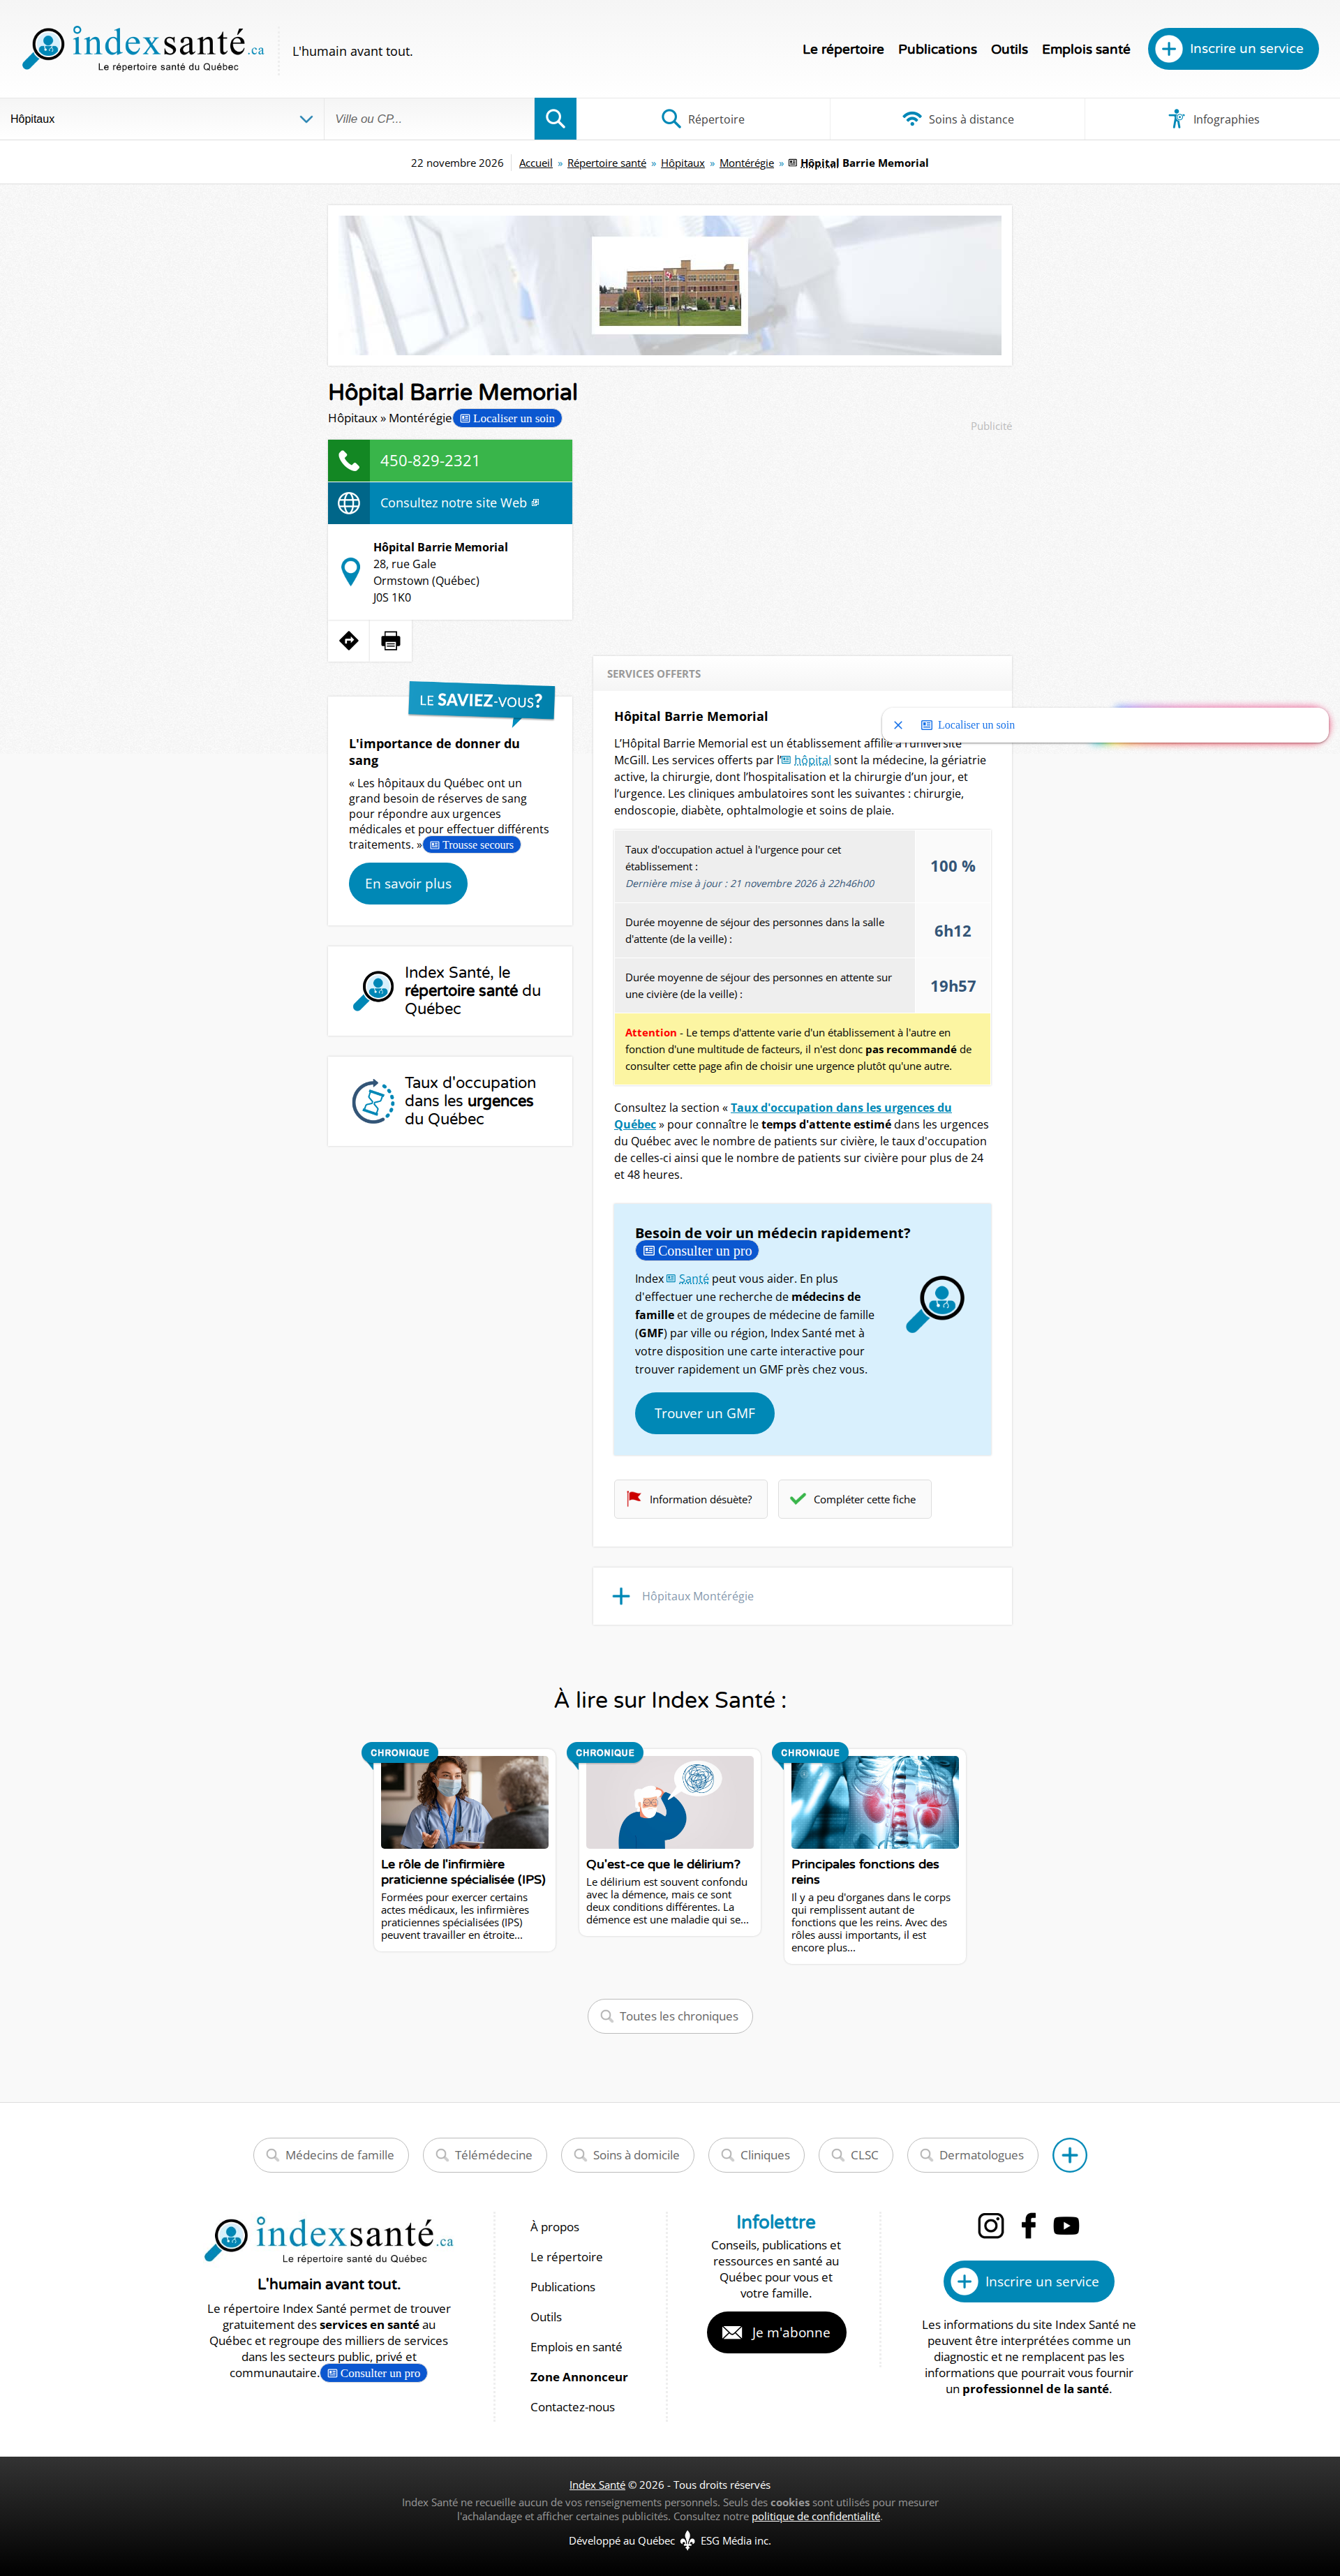 indexsanté.ca
Le répertoire santé du Québec
L'humain avant tout.
Le répertoire
Publications
Outils
Emplois santé
Inscrire un service
Hôpitaux
Ville ou CP...
Répertoire
Soins à distance
Infographies
22 novembre 2026
Accueil » Répertoire santé » Hôpitaux » Montérégie » Hôpital Barrie Memorial
Hôpital Barrie Memorial
Hôpitaux » Montérégie Localiser un soin
Publicité
450-829-2321
Consultez notre site Web
Hôpital Barrie Memorial
28, rue Gale
Ormstown (Québec)
J0S 1K0
LE SAVIEZ-VOUS?
L'importance de donner du
sang
« Les hôpitaux du Québec ont un
grand besoin de réserves de sang
pour répondre aux urgences
médicales et pour effectuer différents
traitements. » Trousse secours
En savoir plus
Index Santé, le
répertoire santé du
Québec
Taux d'occupation
dans les urgences
du Québec
SERVICES OFFERTS
Hôpital Barrie Memorial
Localiser un soin
L'Hôpital Barrie Memorial est un établissement affilié à l'université
McGill. Les services offerts par l' hôpital sont la médecine, la gériatrie
active, la chirurgie, dont l'hospitalisation et la chirurgie d'un jour, et
l'urgence. Les cliniques ambulatoires sont les suivantes : chirurgie,
endoscopie, diabète, ophtalmologie et soins de plaie.
Taux d'occupation actuel à l'urgence pour cet
établissement :
Dernière mise à jour : 21 novembre 2026 à 22h46h00
100 %
Durée moyenne de séjour des personnes dans la salle
d'attente (de la veille) :
6h12
Durée moyenne de séjour des personnes en attente sur
une civière (de la veille) :
19h57
Attention - Le temps d'attente varie d'un établissement à l'autre en
fonction d'une multitude de facteurs, il n'est donc pas recommandé de
consulter cette page afin de choisir une urgence plutôt qu'une autre.
Consultez la section « Taux d'occupation dans les urgences du
Québec » pour connaître le temps d'attente estimé dans les urgences
du Québec avec le nombre de patients sur civière, le taux d'occupation
de celles-ci ainsi que le nombre de patients sur civière pour plus de 24
et 48 heures.
Besoin de voir un médecin rapidement?
Consulter un pro
Index Santé peut vous aider. En plus
d'effectuer une recherche de médecins de
famille et de groupes de médecine de famille
(GMF) par ville ou région, Index Santé met à
votre disposition une carte interactive pour
trouver rapidement un GMF près chez vous.
Trouver un GMF
Information désuète?
Compléter cette fiche
Hôpitaux Montérégie
À lire sur Index Santé :
CHRONIQUE
Le rôle de l'infirmière
praticienne spécialisée (IPS)
Formées pour exercer certains
actes médicaux, les infirmières
praticiennes spécialisées (IPS)
peuvent travailler en étroite...
CHRONIQUE
Qu'est-ce que le délirium?
Le délirium est souvent confondu
avec la démence, mais ce sont
deux conditions différentes. La
démence est une maladie qui se...
CHRONIQUE
Principales fonctions des
reins
Il y a peu d'organes dans le corps
qui remplissent autant de
fonctions que les reins. Avec des
rôles aussi importants, il est
encore plus...
Toutes les chroniques
Médecins de famille
Télémédecine
Soins à domicile
Cliniques
CLSC
Dermatologues
indexsanté.ca
Le répertoire santé du Québec
L'humain avant tout.
Le répertoire Index Santé permet de trouver
gratuitement des services en santé au
Québec et regroupe des milliers de services
dans les secteurs public, privé et
communautaire. Consulter un pro
À propos
Le répertoire
Publications
Outils
Emplois en santé
Zone Annonceur
Contactez-nous
Infolettre
Conseils, publications et
ressources en santé au
Québec pour vous et
votre famille.
Je m'abonne
Inscrire un service
Les informations du site Index Santé ne
peuvent être interprétées comme un
diagnostic et ne remplacent pas les
informations que pourrait vous fournir
un professionnel de la santé.
Index Santé © 2026 - Tous droits réservés
Index Santé ne recueille aucun de vos renseignements personnels. Seuls des cookies sont utilisés pour mesurer
l'achalandage et afficher certaines publicités. Consultez notre politique de confidentialité.
Développé au Québec ESG Média inc.